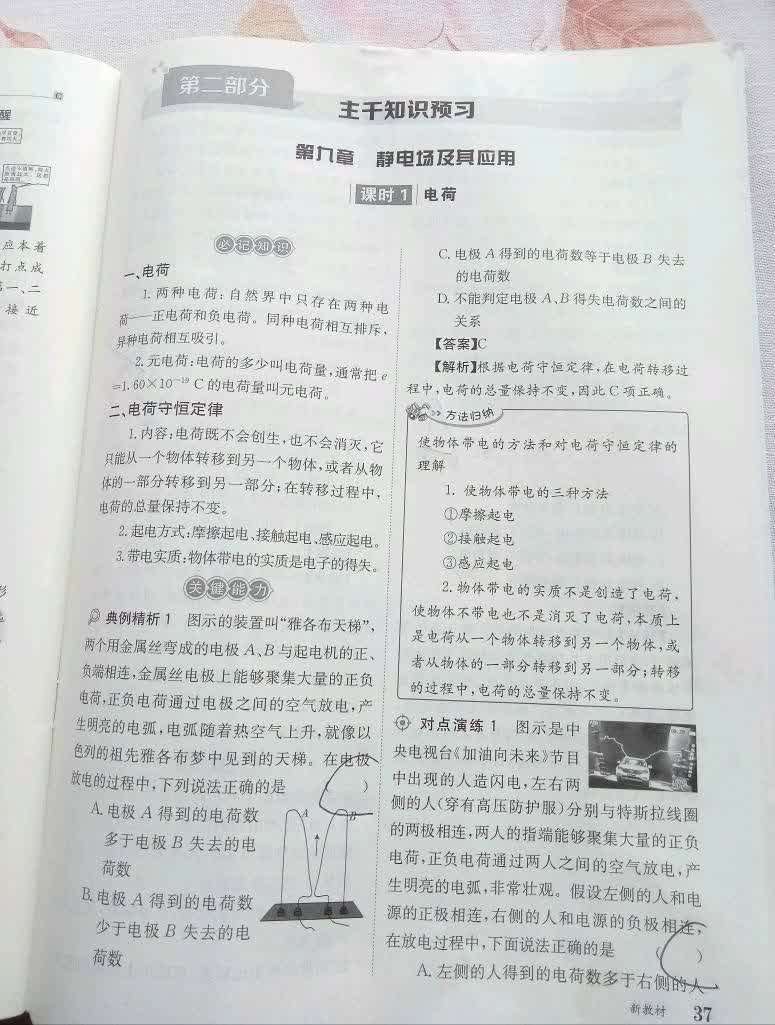 第二部分
主干知识预习
第九章 静电场及其应用
课时1 电荷
必记知识
一、电荷
1. 两种电荷:自然界中只存在两种电
荷——正电荷和负电荷。同种电荷相互排斥,
异种电荷相互吸引。
2. 元电荷:电荷的多少叫电荷量,通常把 e
=1.60×10⁻¹⁹ C 的电荷量叫元电荷。
二、电荷守恒定律
1. 内容:电荷既不会创生,也不会消灭,它
只能从一个物体转移到另一个物体,或者从物
体的一部分转移到另一部分;在转移过程中,
电荷的总量保持不变。
2. 起电方式:摩擦起电、接触起电、感应起电。
3. 带电实质:物体带电的实质是电子的得失。
关键能力
典例精析1 图示的装置叫“雅各布天梯”,
两个用金属丝弯成的电极 A、B 与起电机的正、
负端相连,金属丝电极上能够聚集大量的正负
电荷,正负电荷通过电极之间的空气放电,产
生明亮的电弧,电弧随着热空气上升,就像以
色列的祖先雅各布梦中见到的天梯。在电极
放电的过程中,下列说法正确的是 ( )
A. 电极 A 得到的电荷数
多于电极 B 失去的电
荷数
B. 电极 A 得到的电荷数
少于电极 B 失去的电
荷数
A
B
C. 电极 A 得到的电荷数等于电极 B 失去
的电荷数
D. 不能判定电极 A、B 得失电荷数之间的
关系
【答案】C
【解析】根据电荷守恒定律,在电荷转移过
程中,电荷的总量保持不变,因此 C 项正确。
方法归纳
使物体带电的方法和对电荷守恒定律的
理解
1. 使物体带电的三种方法
①摩擦起电
②接触起电
③感应起电
2. 物体带电的实质不是创造了电荷,
使物体不带电也不是消灭了电荷,本质上
是电荷从一个物体转移到另一个物体,或
者从物体的一部分转移到另一部分;转移
的过程中,电荷的总量保持不变。
对点演练1 图示是中
央电视台《加油向未来》节目
中出现的人造闪电,左右两
侧的人(穿有高压防护服)分别与特斯拉线圈
的两极相连,两人的指端能够聚集大量的正负
电荷,正负电荷通过两人之间的空气放电,产
生明亮的电弧,非常壮观。假设左侧的人和电
源的正极相连,右侧的人和电源的负极相连,
在放电过程中,下面说法正确的是 ( )
A. 左侧的人得到的电荷数多于右侧的人
新教材 37
醒
应本着
打点成
第一、二
接近